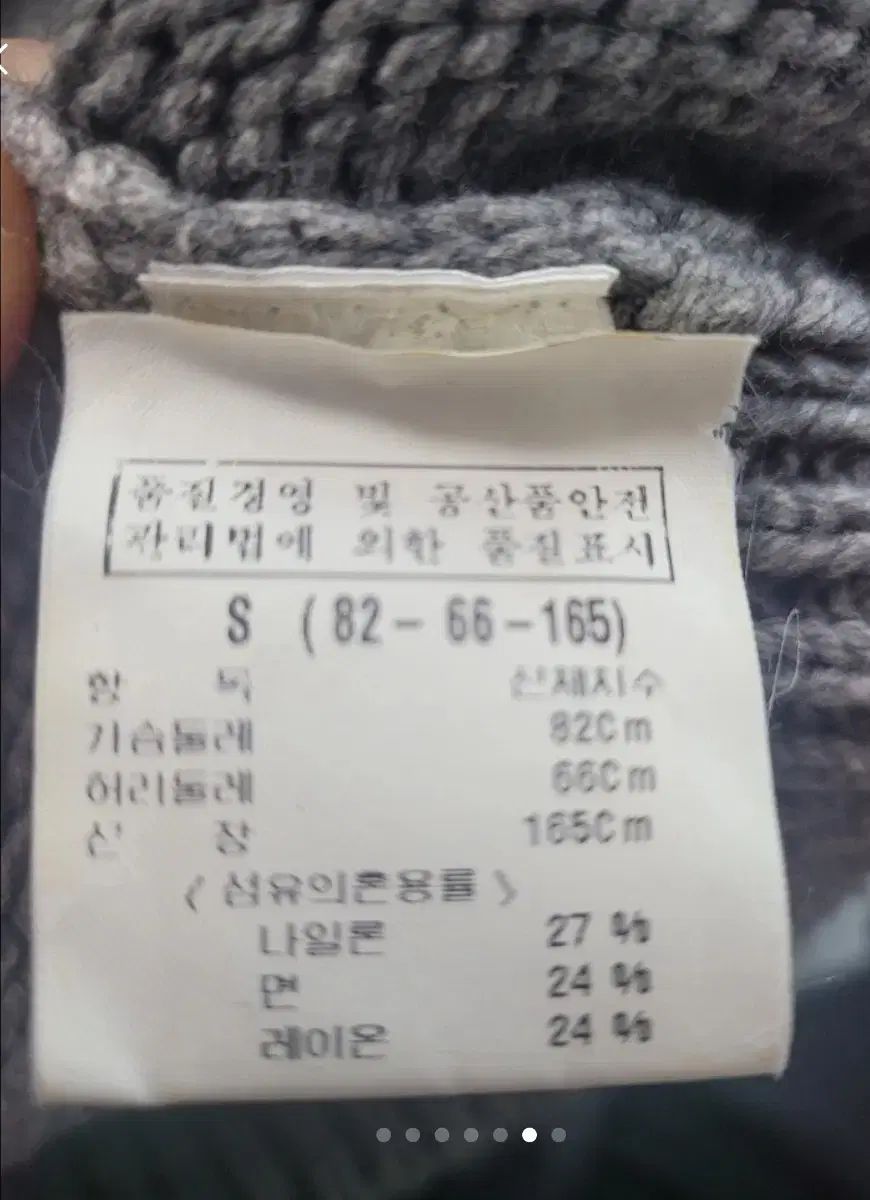 품질경영 및 공산품안전
관리법에 의한 품질표시
S (82-66-165)
항 목 신체치수
가슴둘레 82Cm
허리둘레 66Cm
신 장 165Cm
〈 섬유의혼용률 〉
나일론 27 %
면 24 %
레이온 24 %